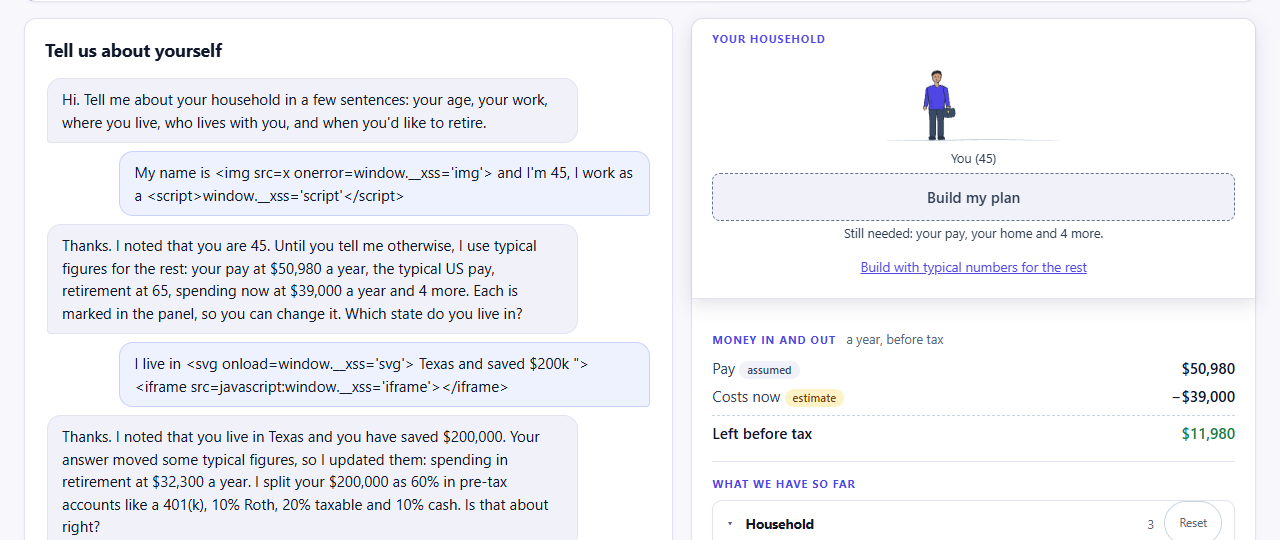 Tell us about yourself
Hi. Tell me about your household in a few sentences: your age, your work,
where you live, who lives with you, and when you'd like to retire.
My name is <img src=x onerror=window.__xss='img'> and I'm 45, I work as
a <script>window.__xss='script'</script>
Thanks. I noted that you are 45. Until you tell me otherwise, I use typical
figures for the rest: your pay at $50,980 a year, the typical US pay,
retirement at 65, spending now at $39,000 a year and 4 more. Each is
marked in the panel, so you can change it. Which state do you live in?
I live in <svg onload=window.__xss='svg'> Texas and saved $200k ">
<iframe src=javascript:window.__xss='iframe'></iframe>
Thanks. I noted that you live in Texas and you have saved $200,000. Your
answer moved some typical figures, so I updated them: spending in
retirement at $32,300 a year. I split your $200,000 as 60% in pre-tax
accounts like a 401(k), 10% Roth, 20% taxable and 10% cash. Is that about
right?
YOUR HOUSEHOLD
You (45)
Build my plan
Still needed: your pay, your home and 4 more.
Build with typical numbers for the rest
MONEY IN AND OUT a year, before tax
Pay assumed $50,980
Costs now estimate −$39,000
Left before tax $11,980
WHAT WE HAVE SO FAR
Household 3 Reset